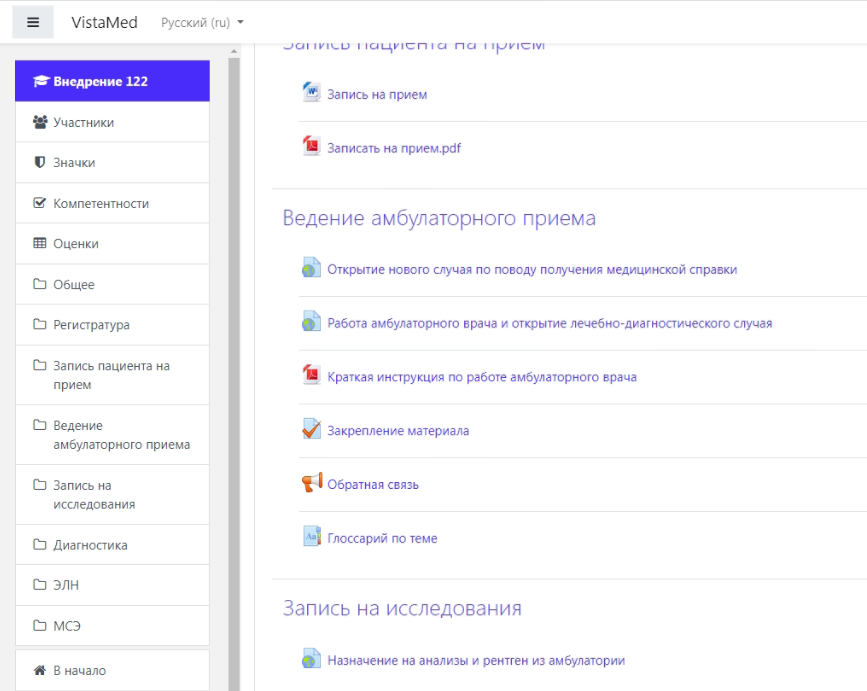 VistaMed Русский (ru)
Внедрение 122
Участники
Значки
Компетентности
Оценки
Общее
Регистратура
Запись пациента на
прием
Ведение
амбулаторного приема
Запись на
исследования
Диагностика
ЭЛН
МСЭ
В начало
Запись пациента на прием
Запись на прием
Записать на прием.pdf
Ведение амбулаторного приема
Открытие нового случая по поводу получения медицинской справки
Работа амбулаторного врача и открытие лечебно-диагностического случая
Краткая инструкция по работе амбулаторного врача
Закрепление материала
Обратная связь
Глоссарий по теме
Запись на исследования
Назначение на анализы и рентген из амбулатории